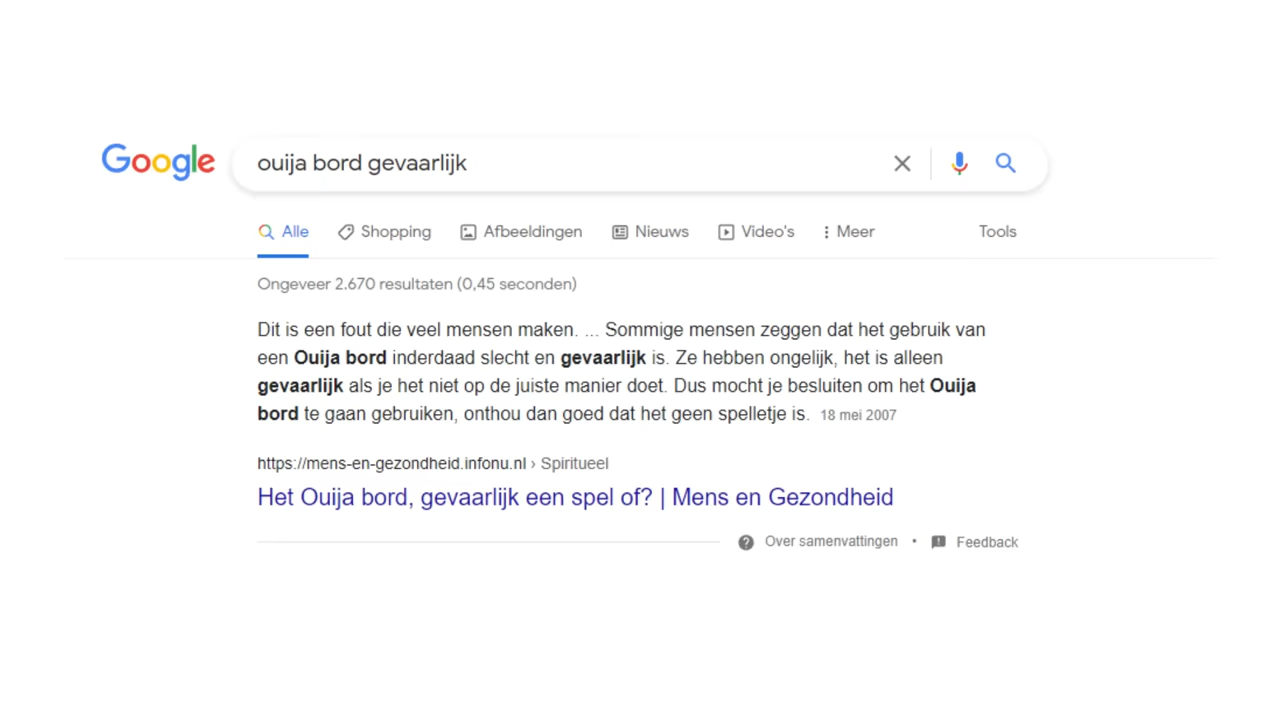 Google
ouija bord gevaarlijk
Alle Shopping Afbeeldingen Nieuws Video's Meer Tools
Ongeveer 2.670 resultaten (0,45 seconden)
Dit is een fout die veel mensen maken. ... Sommige mensen zeggen dat het gebruik van
een Ouija bord inderdaad slecht en gevaarlijk is. Ze hebben ongelijk, het is alleen
gevaarlijk als je het niet op de juiste manier doet. Dus mocht je besluiten om het Ouija
bord te gaan gebruiken, onthou dan goed dat het geen spelletje is. 18 mei 2007
https://mens-en-gezondheid.infonu.nl › Spiritueel
Het Ouija bord, gevaarlijk een spel of? | Mens en Gezondheid
Over samenvattingen • Feedback